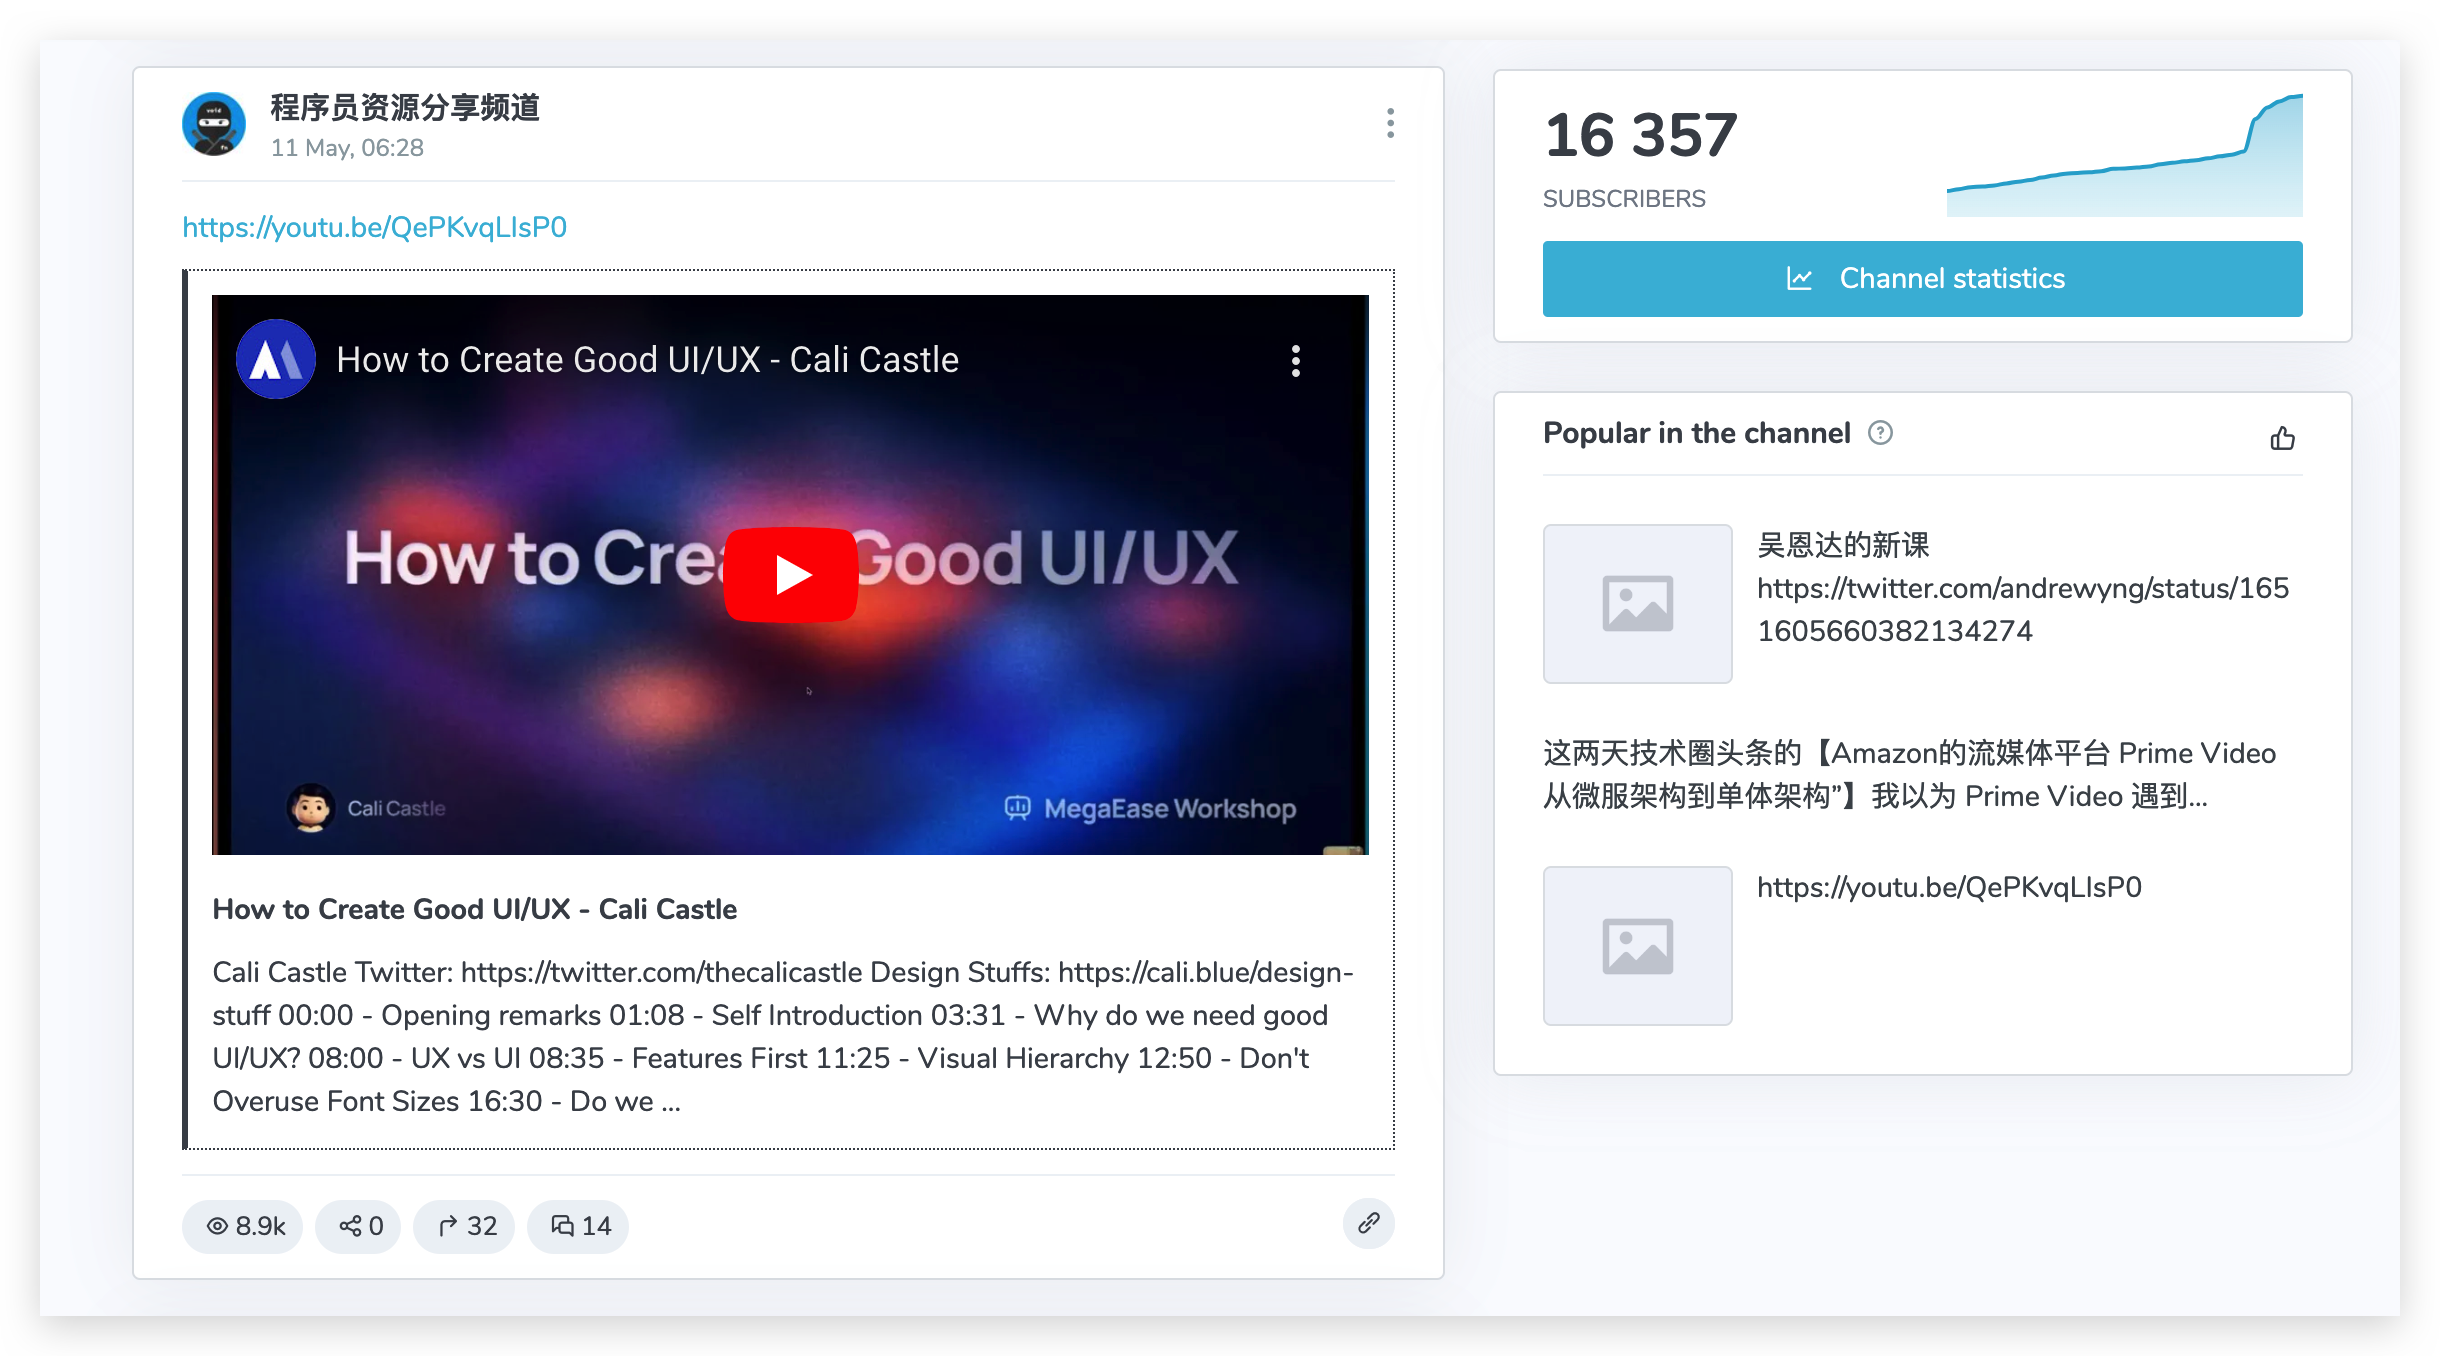 程序员资源分享频道
11 May, 06:28
https://youtu.be/QePKvqLIsP0
How to Create Good UI/UX - Cali Castle
How to Crea Good UI/UX
Cali Castle
MegaEase Workshop
How to Create Good UI/UX - Cali Castle
Cali Castle Twitter: https://twitter.com/thecalicastle Design Stuffs: https://cali.blue/design-
stuff 00:00 - Opening remarks 01:08 - Self Introduction 03:31 - Why do we need good
UI/UX? 08:00 - UX vs UI 08:35 - Features First 11:25 - Visual Hierarchy 12:50 - Don't
Overuse Font Sizes 16:30 - Do we ...
8.9k
0
32
14
16 357
SUBSCRIBERS
Channel statistics
Popular in the channel
吴恩达的新课
https://twitter.com/andrewyng/status/165
1605660382134274
这两天技术圈头条的【Amazon的流媒体平台 Prime Video
从微服架构到单体架构”】我以为 Prime Video 遇到...
https://youtu.be/QePKvqLIsP0